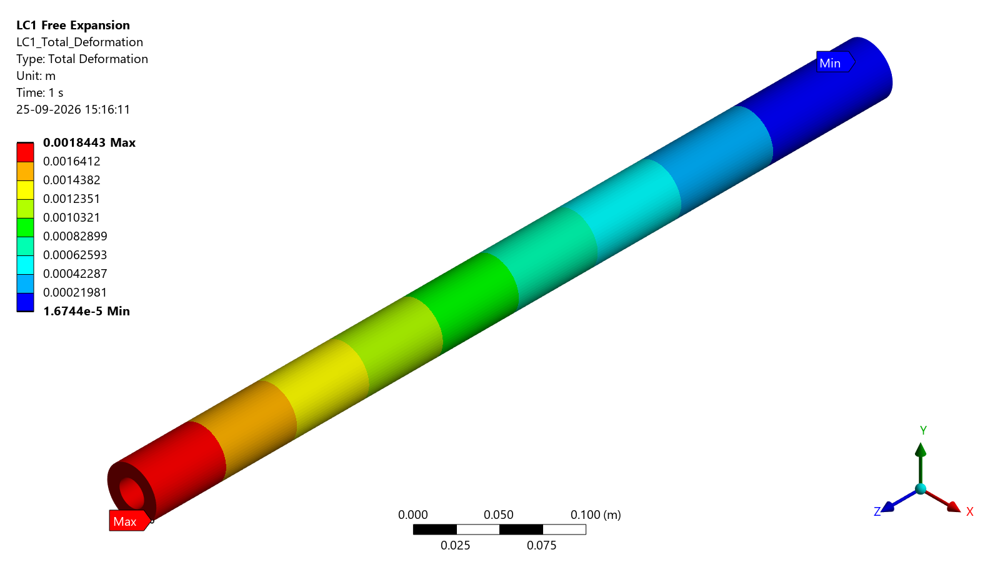 LC1 Free Expansion
LC1_Total_Deformation
Type: Total Deformation
Unit: m
Time: 1 s
25-09-2026 15:16:11
0.0018443 Max
0.0016412
0.0014382
0.0012351
0.0010321
0.00082899
0.00062593
0.00042287
0.00021981
1.6744e-5 Min
Min
Max
0.000 0.050 0.100 (m)
0.025 0.075
Y
Z X